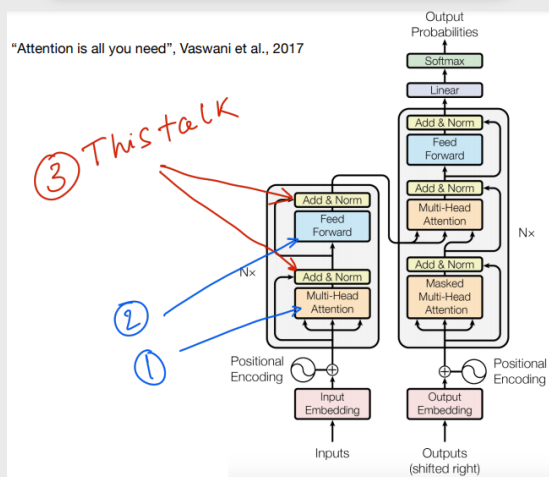 “Attention is all you need”, Vaswani et al., 2017
③ This talk
②
①
Output
Probabilities
Softmax
Linear
Add & Norm
Feed
Forward
Add & Norm
Multi-Head
Attention
Nx
Add & Norm
Masked
Multi-Head
Attention
Add & Norm
Feed
Forward
Nx
Add & Norm
Multi-Head
Attention
Positional
Encoding
Positional
Encoding
Input
Embedding
Output
Embedding
Inputs
Outputs
(shifted right)